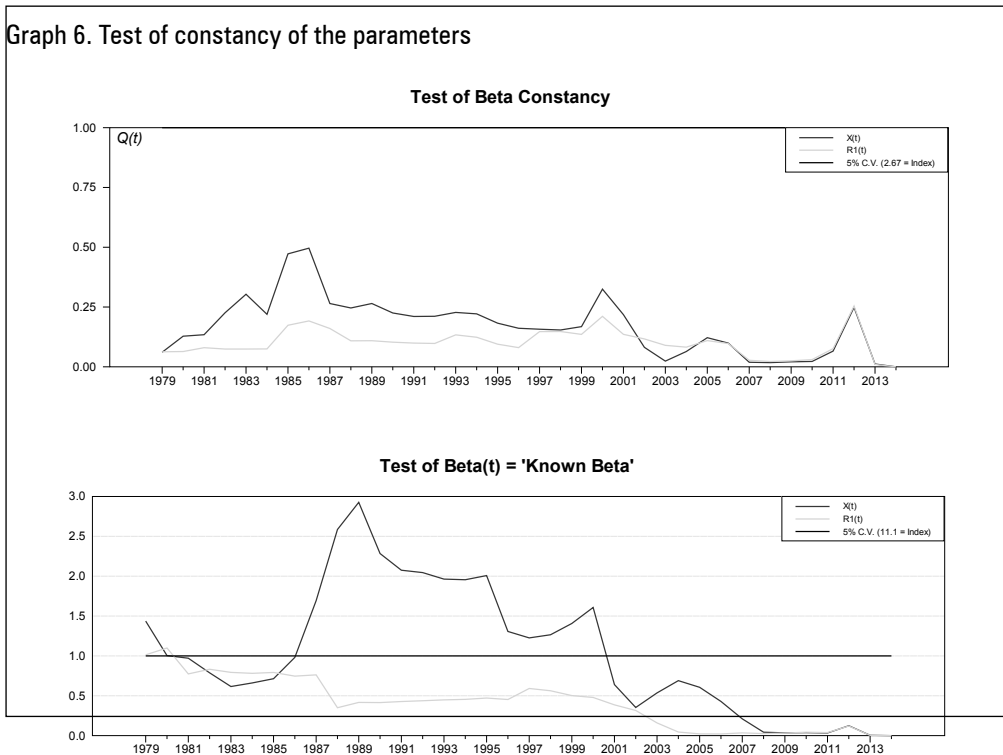 Graph 6. Test of constancy of the parameters
Test of Beta Constancy
Q(t)
X(t)
R1(t)
5% C.V. (2.67 = Index)
1.00
0.75
0.50
0.25
0.00
1979 1981 1983 1985 1987 1989 1991 1993 1995 1997 1999 2001 2003 2005 2007 2009 2011 2013
Test of Beta(t) = 'Known Beta'
X(t)
R1(t)
5% C.V. (11.1 = Index)
3.0
2.5
2.0
1.5
1.0
0.5
0.0
1979 1981 1983 1985 1987 1989 1991 1993 1995 1997 1999 2001 2003 2005 2007 2009 2011 2013